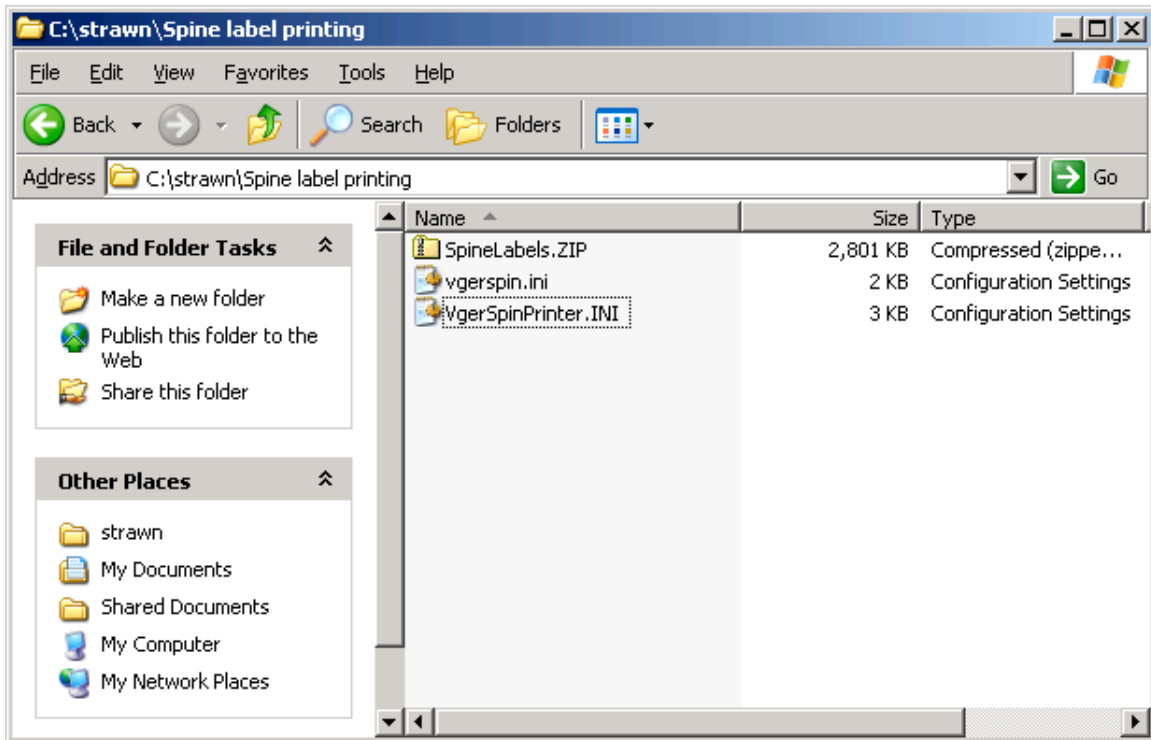 C:\strawn\Spine label printing
File Edit View Favorites Tools Help
Back Search Folders
Address C:\strawn\Spine label printing Go
File and Folder Tasks
Make a new folder
Publish this folder to the
Web
Share this folder
Other Places
strawn
My Documents
Shared Documents
My Computer
My Network Places
Name Size Type
SpineLabels.ZIP 2,801 KB Compressed (zippe...
vgerspin.ini 2 KB Configuration Settings
VgerSpinPrinter.INI 3 KB Configuration Settings